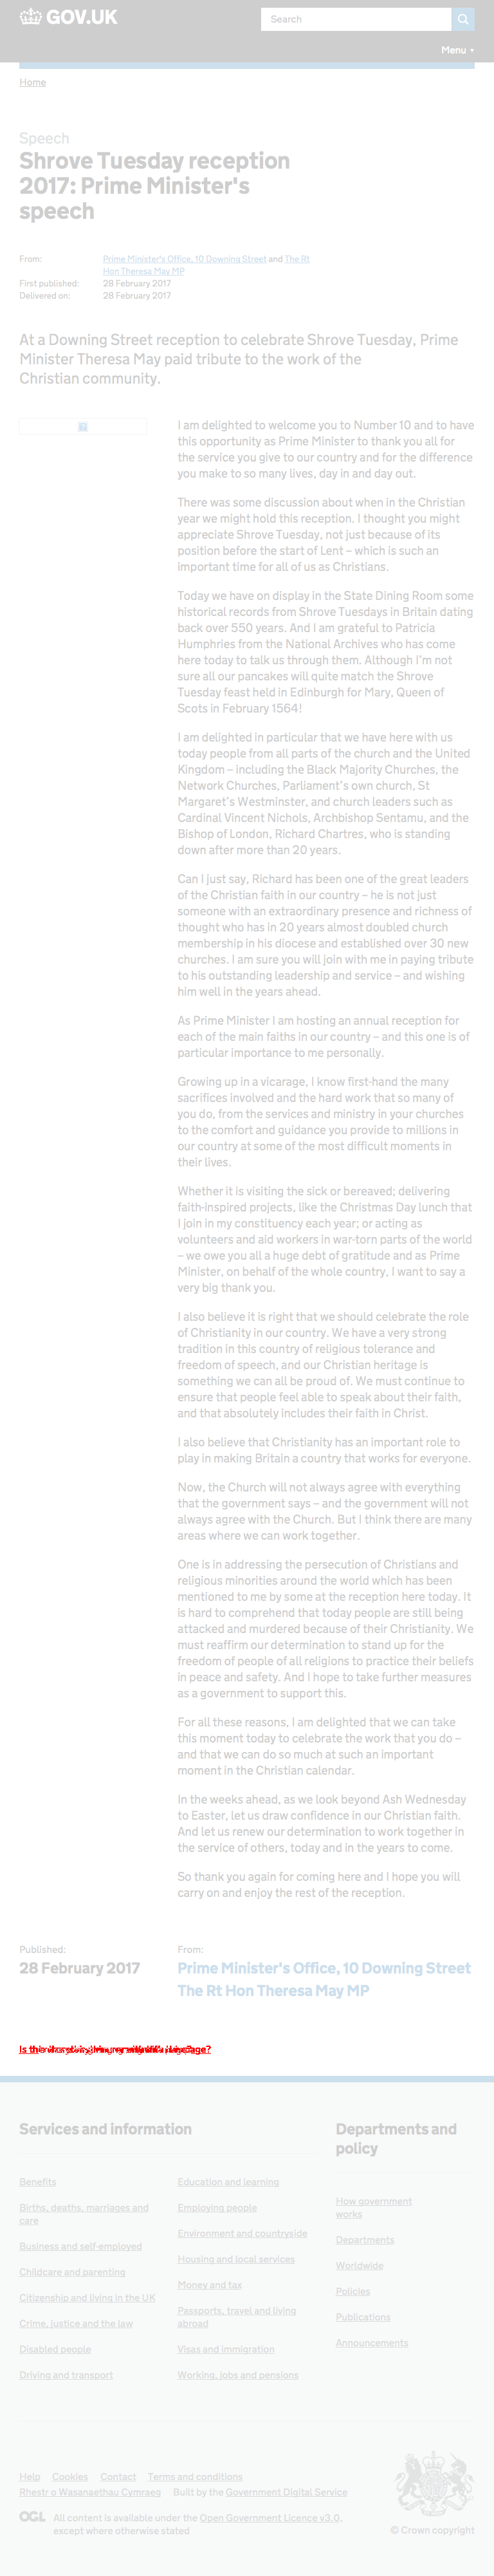 GOV.UK
Search
Menu
Home
Speech
Shrove Tuesday reception
2017: Prime Minister's
speech
From: Prime Minister's Office, 10 Downing Street and The Rt
Hon Theresa May MP
First published: 28 February 2017
Delivered on: 28 February 2017
At a Downing Street reception to celebrate Shrove Tuesday, Prime
Minister Theresa May paid tribute to the work of the
Christian community.
I am delighted to welcome you to Number 10 and to have
this opportunity as Prime Minister to thank you all for
the service you give to our country and for the difference
you make to so many lives, day in and day out.
There was some discussion about when in the Christian
year we might hold this reception. I thought you might
appreciate Shrove Tuesday, not just because of its
position before the start of Lent – which is such an
important time for all of us as Christians.
Today we have on display in the State Dining Room some
historical records from Shrove Tuesdays in Britain dating
back over 550 years. And I am grateful to Patricia
Humphries from the National Archives who has come
here today to talk us through them. Although I'm not
sure all our pancakes will quite match the Shrove
Tuesday feast held in Edinburgh for Mary, Queen of
Scots in February 1564!
I am delighted in particular that we have here with us
today people from all parts of the church and the United
Kingdom – including the Black Majority Churches, the
Network Churches, Parliament's own church, St
Margaret's Westminster, and church leaders such as
Cardinal Vincent Nichols, Archbishop Sentamu, and the
Bishop of London, Richard Chartres, who is standing
down after more than 20 years.
Can I just say, Richard has been one of the great leaders
of the Christian faith in our country – he is not just
someone with an extraordinary presence and richness of
thought who has in 20 years almost doubled church
membership in his diocese and established over 30 new
churches. I am sure you will join with me in paying tribute
to his outstanding leadership and service – and wishing
him well in the years ahead.
As Prime Minister I am hosting an annual reception for
each of the main faiths in our country – and this one is of
particular importance to me personally.
Growing up in a vicarage, I know first-hand the many
sacrifices involved and the hard work that so many of
you do, from the services and ministry in your churches
to the comfort and guidance you provide to millions in
our country at some of the most difficult moments in
their lives.
Whether it is visiting the sick or bereaved; delivering
faith-inspired projects, like the Christmas Day lunch that
I join in my constituency each year; or acting as
volunteers and aid workers in war-torn parts of the world
– we owe you all a huge debt of gratitude and as Prime
Minister, on behalf of the whole country, I want to say a
very big thank you.
I also believe it is right that we should celebrate the role
of Christianity in our country. We have a very strong
tradition in this country of religious tolerance and
freedom of speech, and our Christian heritage is
something we can all be proud of. We must continue to
ensure that people feel able to speak about their faith,
and that absolutely includes their faith in Christ.
I also believe that Christianity has an important role to
play in making Britain a country that works for everyone.
Now, the Church will not always agree with everything
that the government says – and the government will not
always agree with the Church. But I think there are many
areas where we can work together.
One is in addressing the persecution of Christians and
religious minorities around the world which has been
mentioned to me by some at the reception here today. It
is hard to comprehend that today people are still being
attacked and murdered because of their Christianity. We
must reaffirm our determination to stand up for the
freedom of people of all religions to practice their beliefs
in peace and safety. And I hope to take further measures
as a government to support this.
For all these reasons, I am delighted that we can take
this moment today to celebrate the work that you do –
and that we can do so much at such an important
moment in the Christian calendar.
In the weeks ahead, as we look beyond Ash Wednesday
to Easter, let us draw confidence in our Christian faith.
And let us renew our determination to work together in
the service of others, today and in the years to come.
So thank you again for coming here and I hope you will
carry on and enjoy the rest of the reception.
Published: From:
28 February 2017 Prime Minister's Office, 10 Downing Street
The Rt Hon Theresa May MP
Services and information
Benefits
Births, deaths, marriages and
care
Business and self-employed
Childcare and parenting
Citizenship and living in the UK
Crime, justice and the law
Disabled people
Driving and transport
Education and learning
Employing people
Environment and countryside
Housing and local services
Money and tax
Passports, travel and living
abroad
Visas and immigration
Working, jobs and pensions
Departments and
policy
How government
works
Departments
Worldwide
Policies
Publications
Announcements
Help Cookies Contact Terms and conditions
Rhestr o Wasanaethau Cymraeg Built by the Government Digital Service
OGL All content is available under the Open Government Licence v3.0,
except where otherwise stated
© Crown copyright